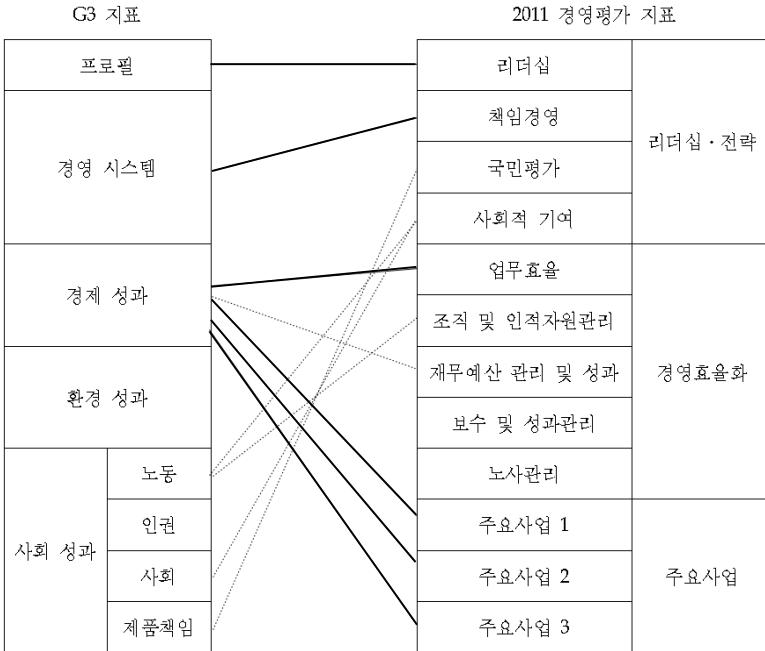 G3 지표
2011 경영평가 지표
프로필
경영 시스템
경제 성과
환경 성과
사회 성과
노동
인권
사회
제품책임
리더십
책임경영
국민평가
사회적 기여
업무효율
조직 및 인적자원관리
재무예산 관리 및 성과
보수 및 성과관리
노사관리
주요사업 1
주요사업 2
주요사업 3
리더십·전략
경영효율화
주요사업